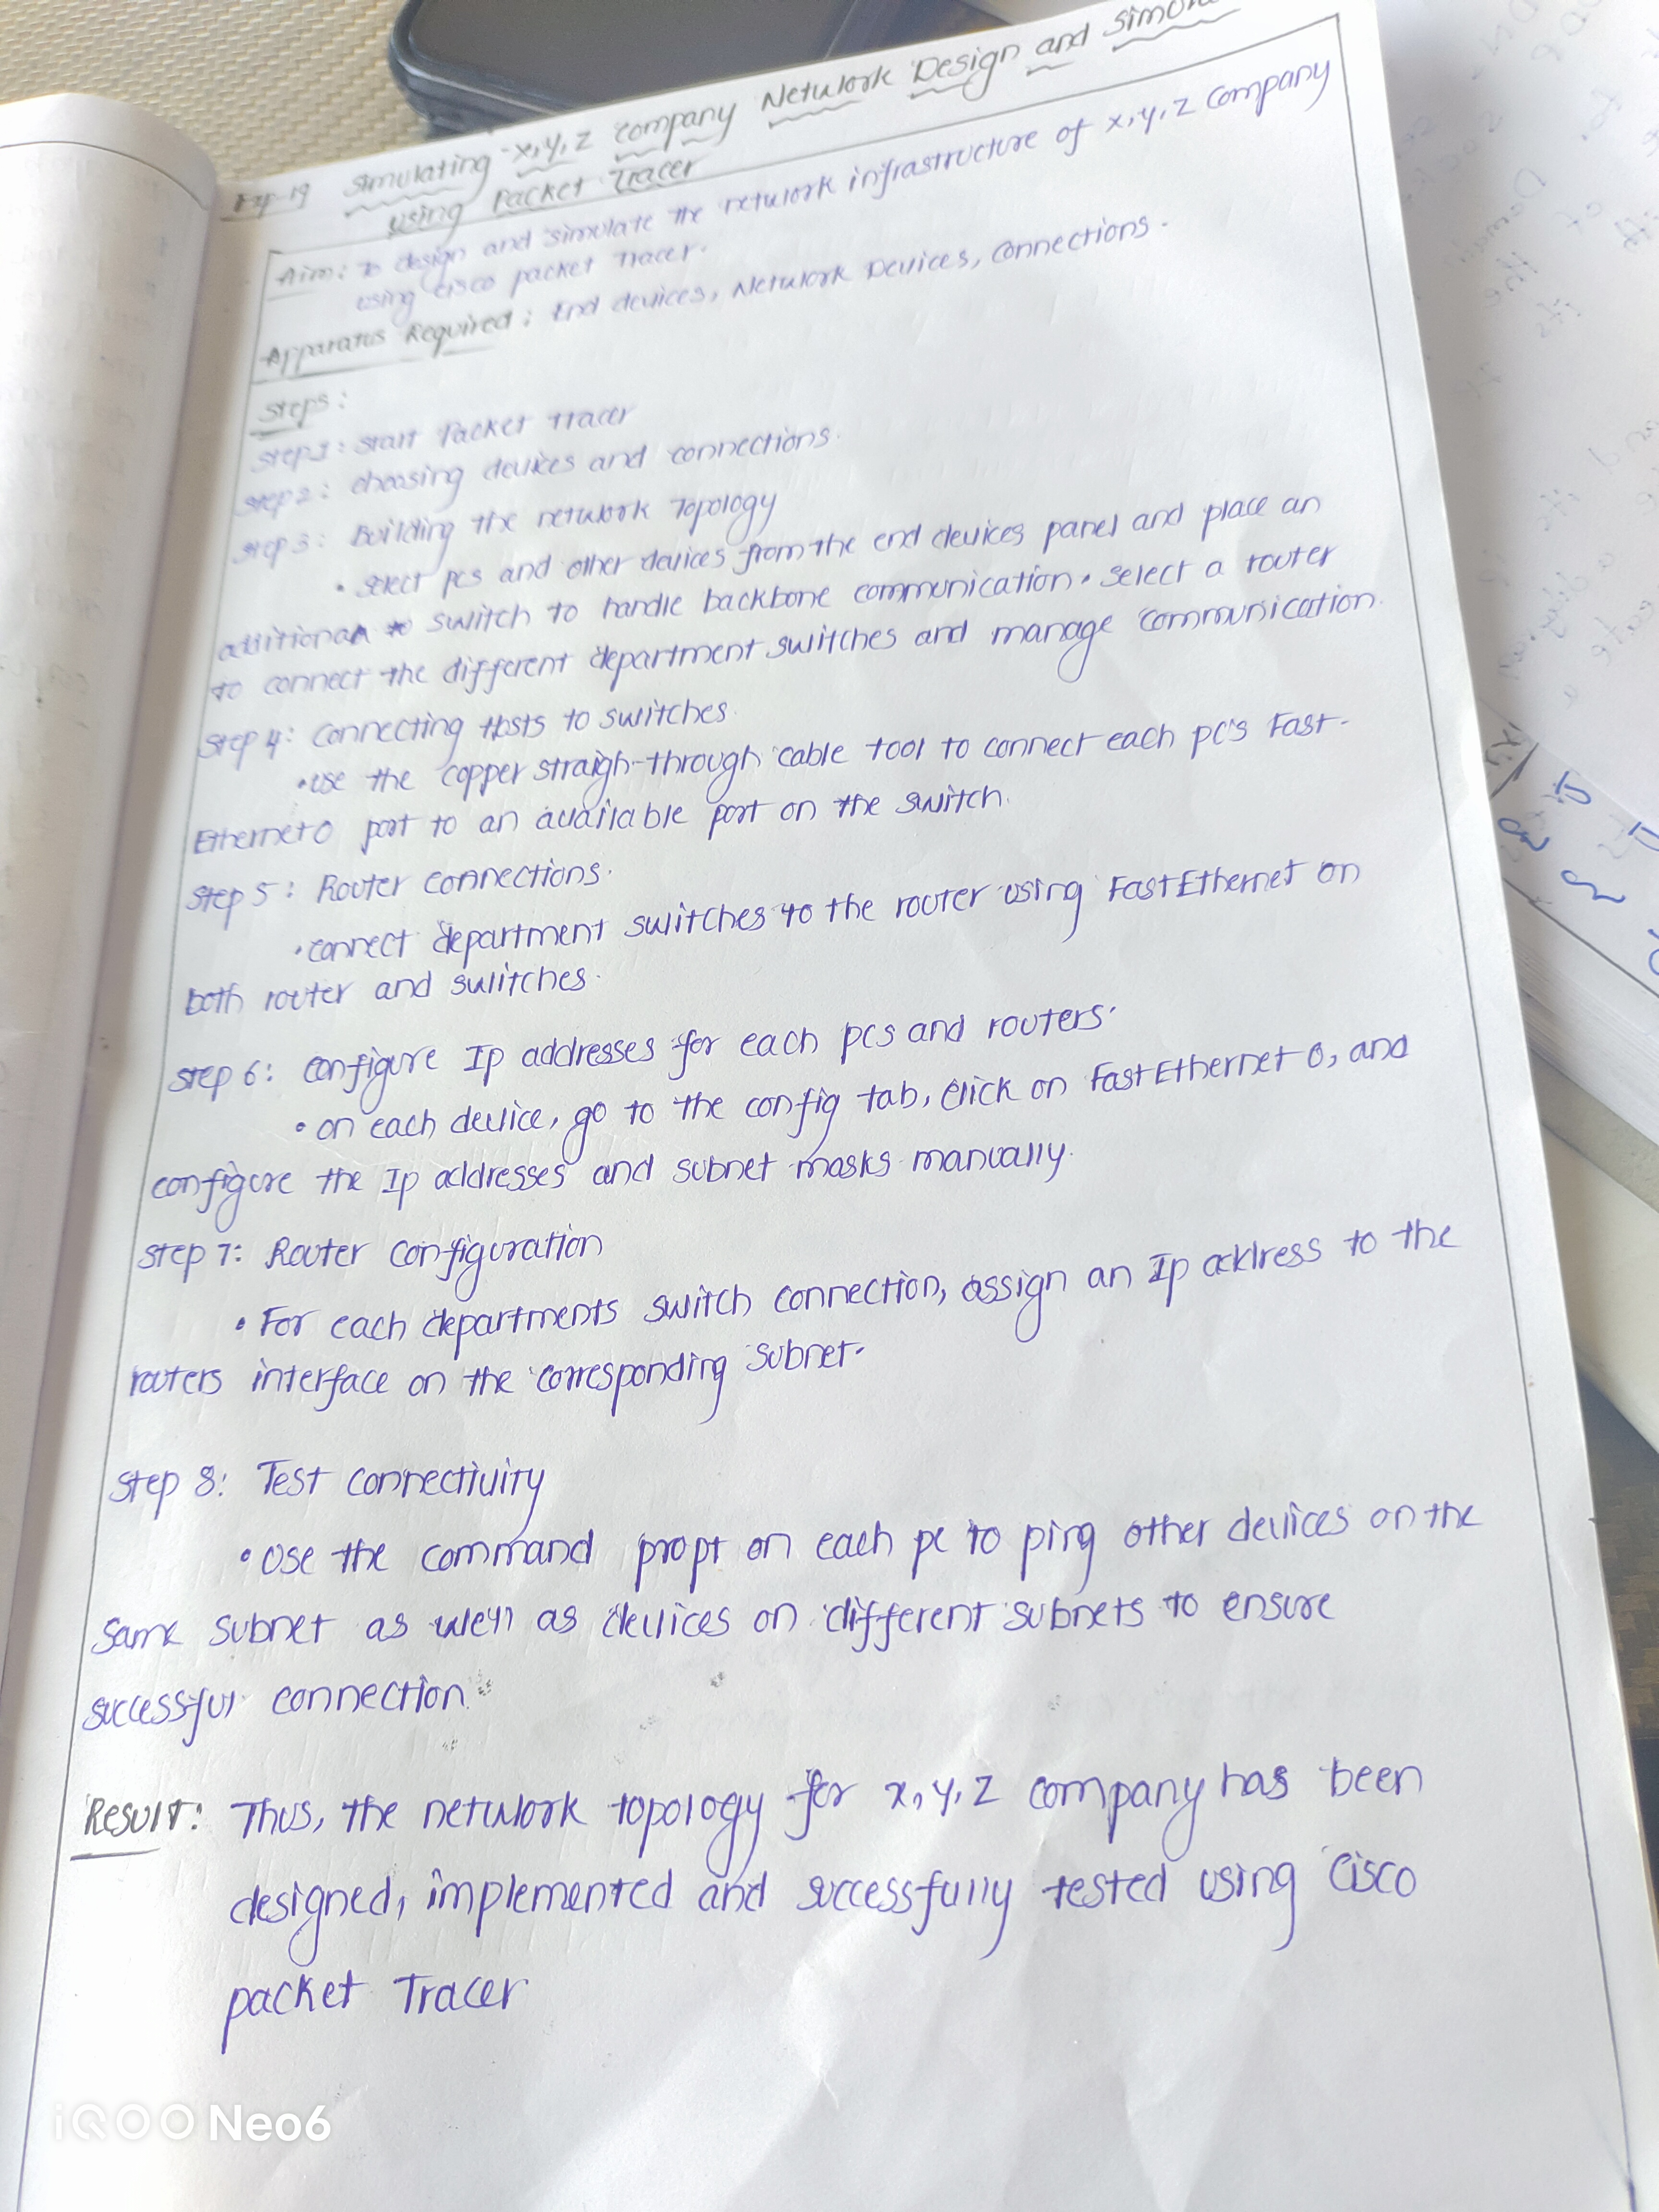 Exp-19 Simulating x,y,z company Network Design and
using Packet Tracer
Aim: To design and simulate the network infrastructure of x,y,z company
using cisco packet Tracer.
Apparatus Required: End devices, Network Devices, connections.
Steps:
Step1: Start Packet Tracer
Step2: choosing devices and connections.
Step3: Building the network Topology
• select pcs and other devices from the end devices panel and place an
additional switch to handle backbone communication. select a router
to connect the different department switches and manage communication.
Step 4: connecting Hosts to switches.
• use the copper straigh-through cable tool to connect each pc's Fast-
Ethernet0 port to an available port on the switch.
Step 5: Router connections.
• connect department switches to the router using FastEthernet on
both router and switches.
Step 6: configure Ip addresses for each pcs and routers.
• on each device, go to the config tab, click on FastEthernet 0, and
configure the Ip addresses and subnet masks manually.
Step 7: Router configuration
• For each departments switch connection, assign an Ip address to the
routers interface on the corresponding subnet.
Step 8: Test connectivity
• Use the command propt on each pc to ping other devices on the
same subnet as well as devices on different subnets to ensure
successful connection.
Result: Thus, the network topology for x,y,z company has been
designed, implemented and successfully tested using Cisco
packet Tracer
iQOO Neo6